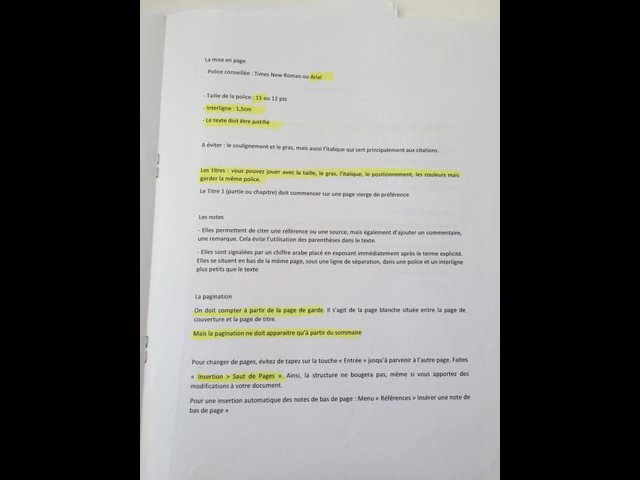 La mise en page
- Police conseillée : Times New Roman ou Arial
- Taille de la police : 11 ou 12 pts
- Interligne : 1,5cm
- Le texte doit être justifié
A éviter : le soulignement et le gras, mais aussi l'italique qui sert principalement aux citations.
Les titres : vous pouvez jouer avec la taille, le gras, l'italique, le positionnement, les couleurs mais
garder la même police.
Le Titre 1 (partie ou chapitre) doit commencer sur une page vierge de préférence
Les notes
- Elles permettent de citer une référence ou une source, mais également d'ajouter un commentaire,
une remarque. Cela évite l'utilisation des parenthèses dans le texte.
- Elles sont signalées par un chiffre arabe placé en exposant immédiatement après le terme explicité.
Elles se situent en bas de la même page, sous une ligne de séparation, dans une police et un interligne
plus petits que le texte
La pagination
On doit compter à partir de la page de garde. Il s'agit de la page blanche située entre la page de
couverture et la page de titre.
Mais la pagination ne doit apparaitre qu'à partir du sommaire
Pour changer de pages, évitez de tapez sur la touche « Entrée » jusqu'à parvenir à l'autre page. Faites
« Insertion > Saut de Pages ». Ainsi, la structure ne bougera pas, même si vous apportez des
modifications à votre document.
Pour une insertion automatique des notes de bas de page : Menu « Références > Insérer une note de
bas de page »